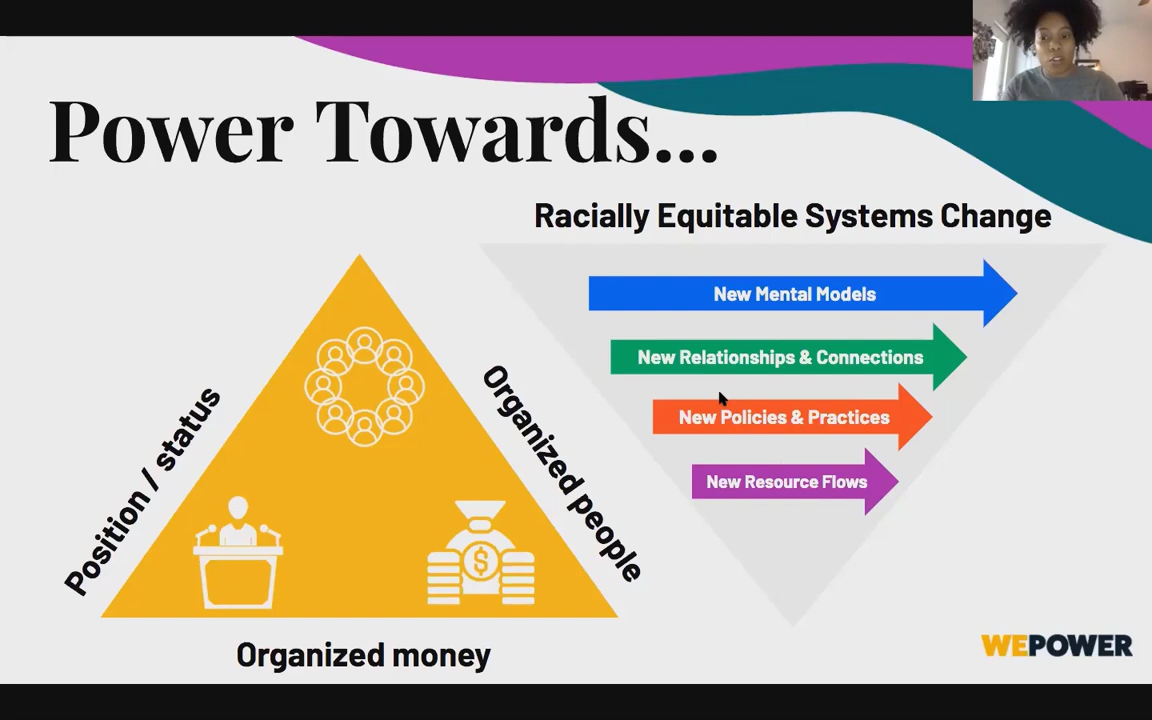 Power Towards...
Racially Equitable Systems Change
New Mental Models
New Relationships & Connections
New Policies & Practices
New Resource Flows
Position / status
Organized people
$
Organized money
WEPOWER